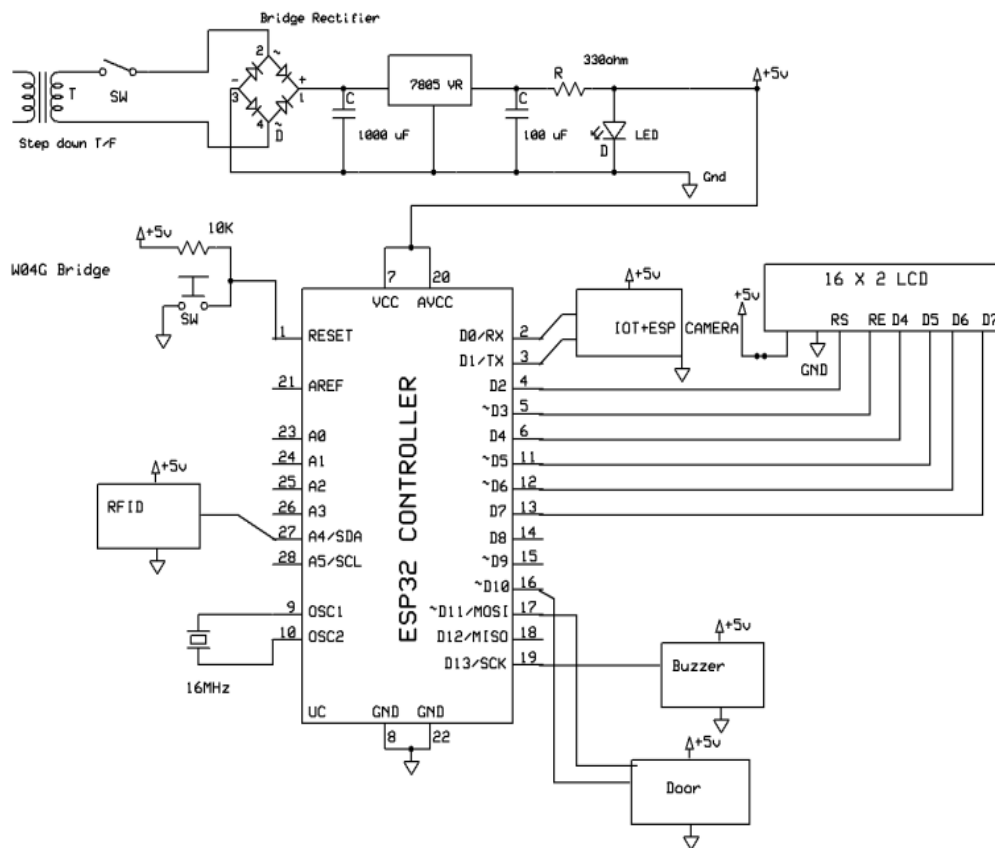 Bridge Rectifier
2 ~
- +
3 1
4 ~
D
T
SW
Step down T/F
C
1000 uF
7805 VR
C
100 uF
330ohm
R
+5v
LED
D
Gnd
+5v
10K
W04G Bridge
SW
7 20
VCC AVCC
1 RESET
21 AREF
23 A0
24 A1
25 A2
26 A3
27 A4/SDA
28 A5/SCL
9 OSC1
10 OSC2
16MHz
UC
GND GND
8 22
ESP32 CONTROLLER
D0/RX 2
D1/TX 3
D2 4
~D3 5
D4 6
~D5 11
~D6 12
D7 13
D8 14
~D9 15
~D10 16
~D11/MOSI 17
D12/MISO 18
D13/SCK 19
+5v
RFID
+5v
IOT+ESP CAMERA
+5v
16 X 2 LCD
RS RE D4 D5 D6 D7
GND
+5v
Buzzer
+5v
Door